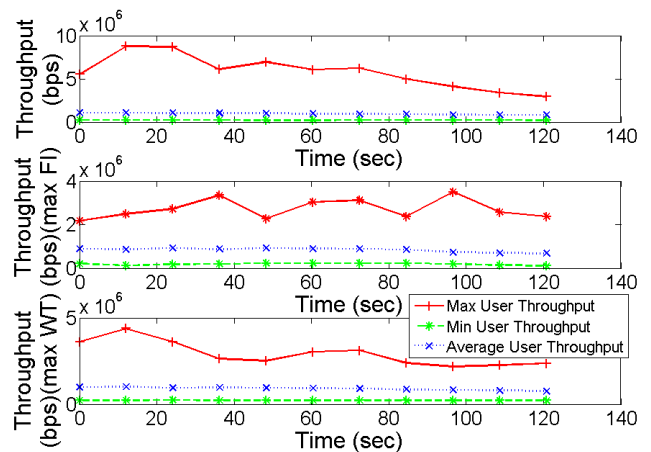 Throughput
(bps)
x 10^6
10
5
0
0 20 40 60 80 100 120 140
Time (sec)
Throughput
(bps)(max FI)
x 10^6
4
2
0
0 20 40 60 80 100 120 140
Time (sec)
Throughput
(bps)(max WT)
x 10^6
5
0
0 20 40 60 80 100 120 140
Time (sec)
Max User Throughput
Min User Throughput
Average User Throughput